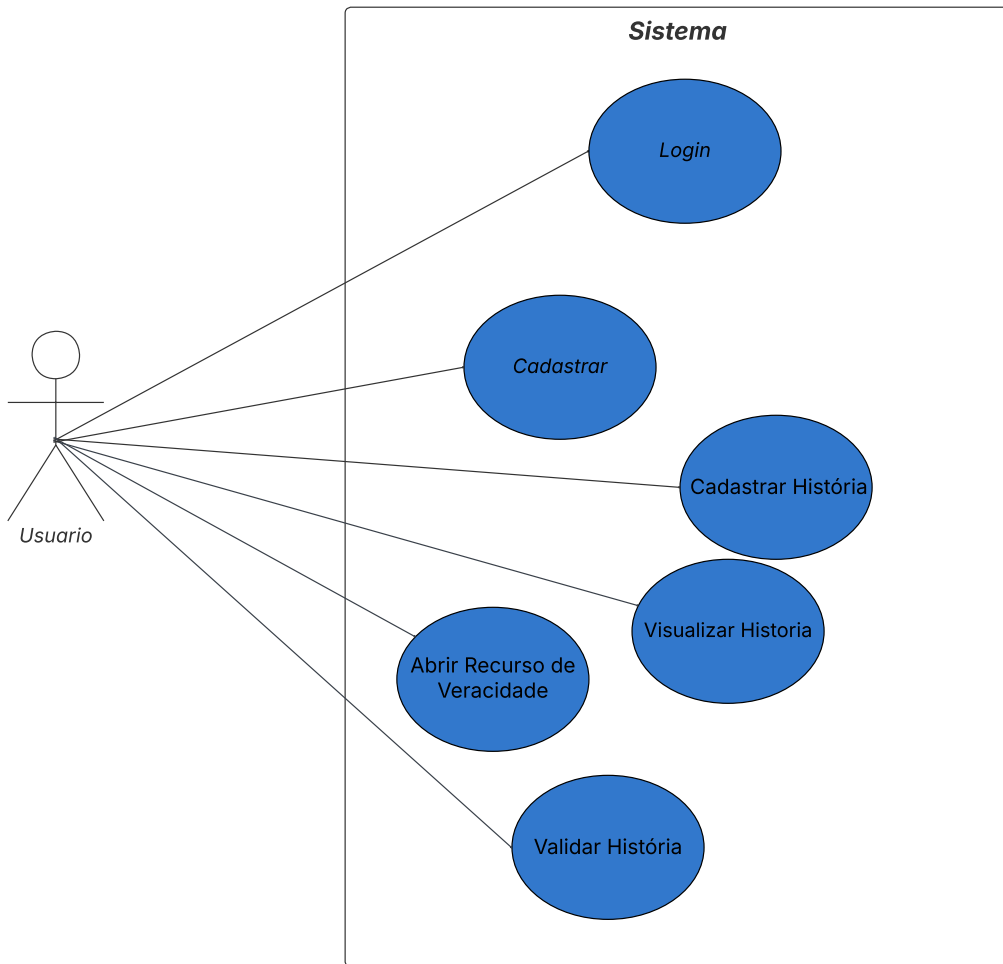 Sistema
Login
Cadastrar
Cadastrar História
Usuario
Visualizar Historia
Abrir Recurso de
Veracidade
Validar História